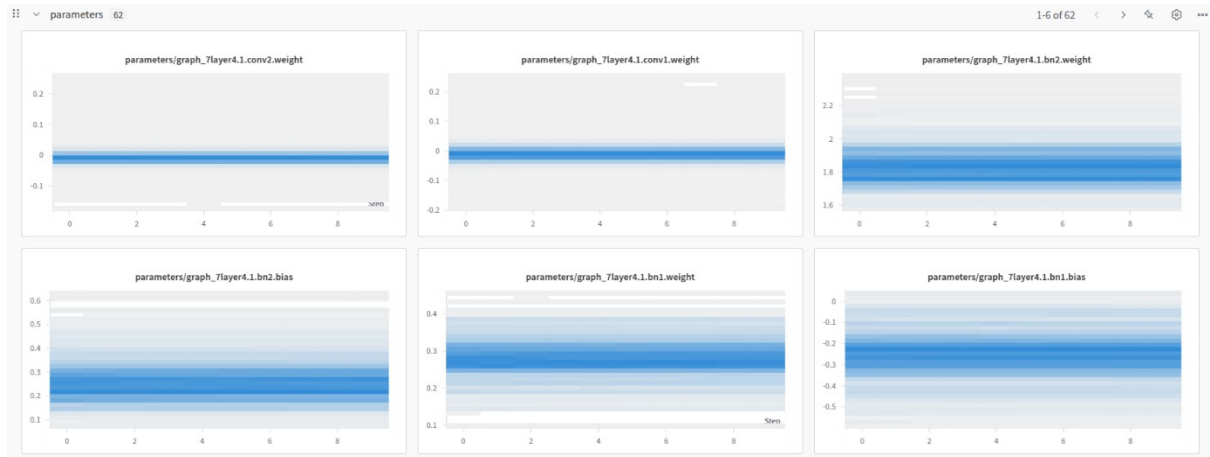 parameters 62
1-6 of 62
parameters/graph_7layer4.1.conv2.weight
0.2
0.1
0
-0.1
Step
0 2 4 6 8
parameters/graph_7layer4.1.conv1.weight
0.2
0.1
0
-0.1
-0.2
0 2 4 6 8
parameters/graph_7layer4.1.bn2.weight
2.2
2
1.8
1.6
0 2 4 6 8
parameters/graph_7layer4.1.bn2.bias
0.6
0.5
0.4
0.3
0.2
0.1
0 2 4 6 8
parameters/graph_7layer4.1.bn1.weight
0.4
0.3
0.2
0.1
Step
0 2 4 6 8
parameters/graph_7layer4.1.bn1.bias
0
-0.1
-0.2
-0.3
-0.4
-0.5
0 2 4 6 8